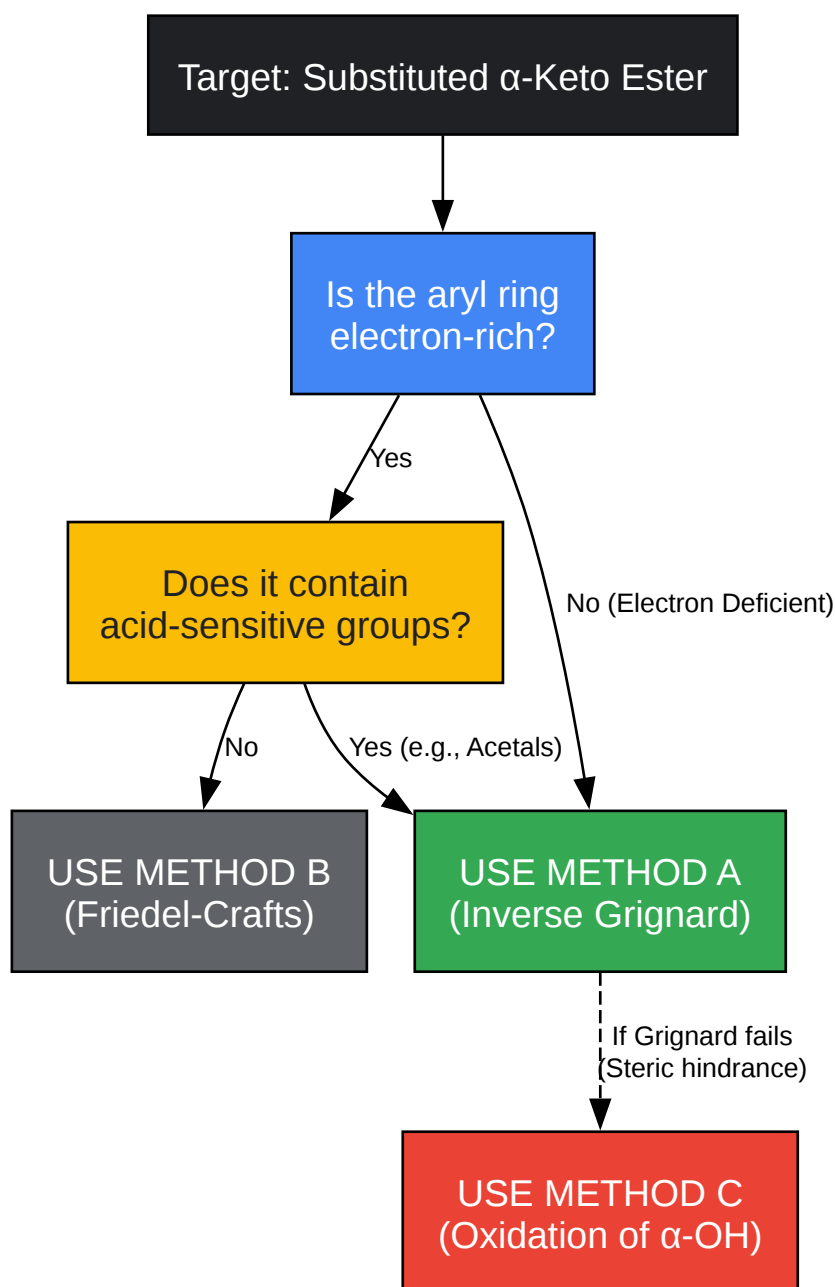 Target: Substituted α-Keto Ester
Is the aryl ring
electron-rich?
Yes
No (Electron Deficient)
Does it contain
acid-sensitive groups?
No
Yes (e.g., Acetals)
USE METHOD B
(Friedel-Crafts)
USE METHOD A
(Inverse Grignard)
If Grignard fails
(Steric hindrance)
USE METHOD C
(Oxidation of α-OH)